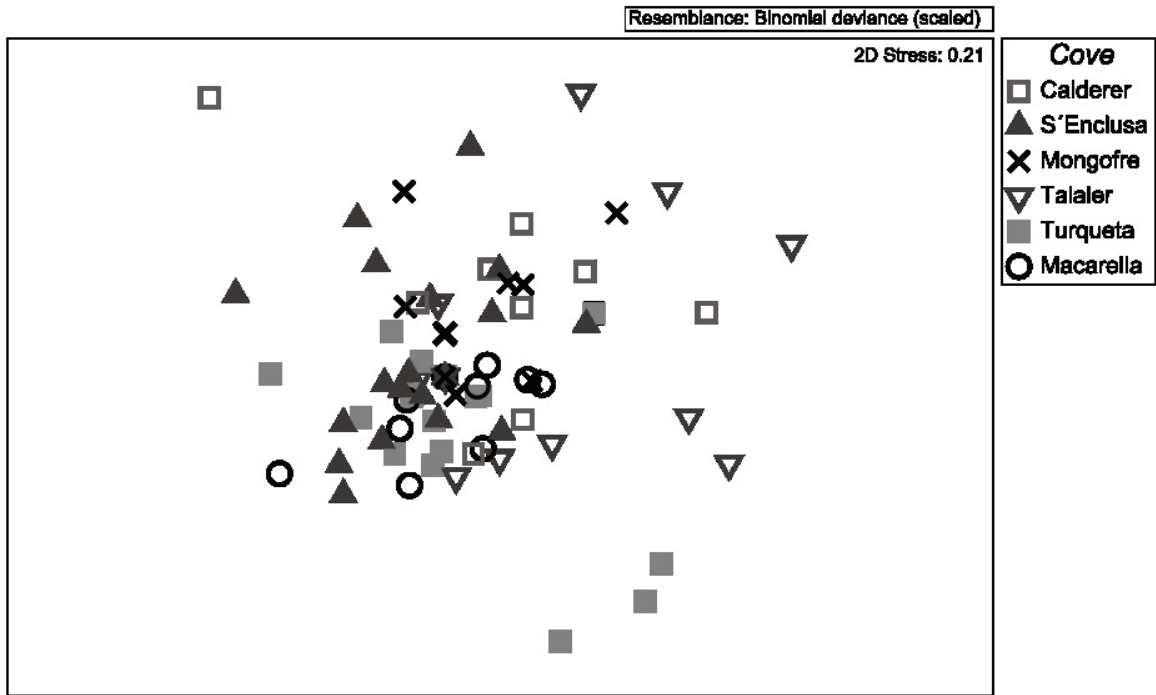 Resemblance: Binomial deviance (scaled)
2D Stress: 0.21
Cove
Calderer
S´Enclusa
Mongofre
Talaier
Turqueta
Macarella